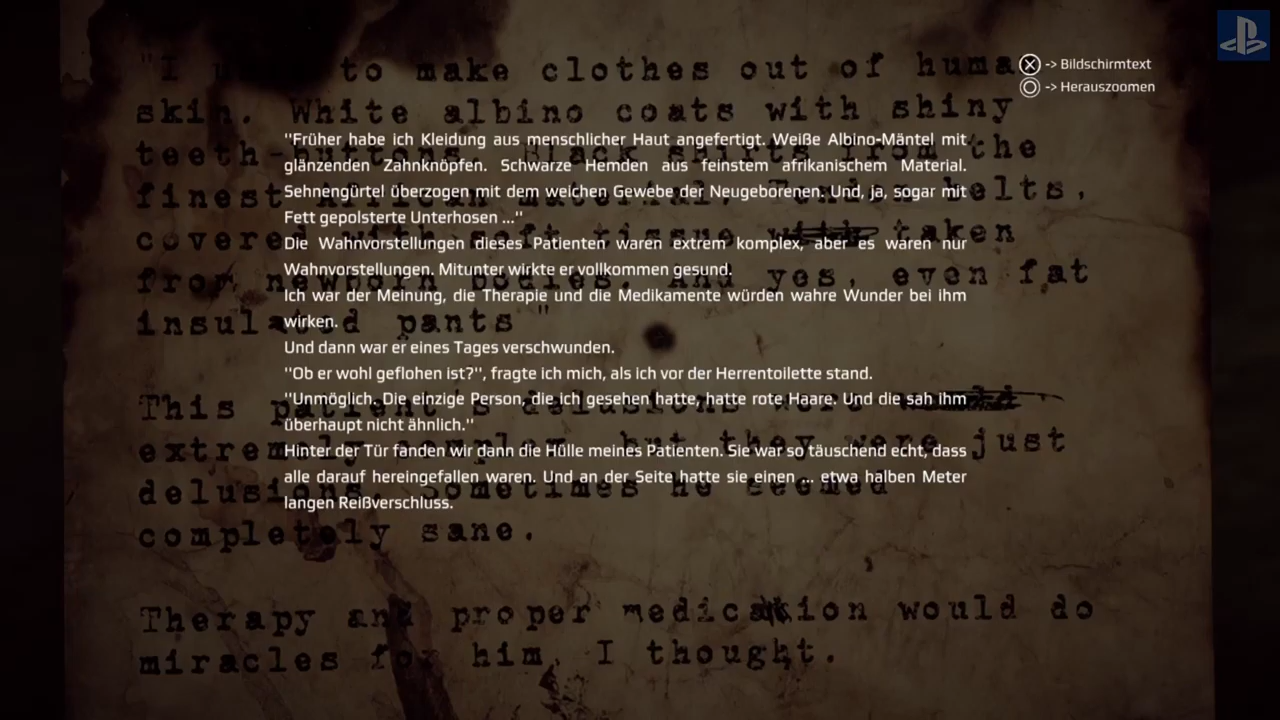 "I to make clothes out of
-> Bildschirmtext
-> Herauszoomen
skin. White albino coats with shiny
the
finest belts,
covered taken
from even fat
insulated pants"
"Früher habe ich Kleidung aus menschlicher Haut angefertigt. Weiße Albino-Mäntel mit
glänzenden Zahnknöpfen. Schwarze Hemden aus feinstem afrikanischem Material.
Sehnengürtel überzogen mit dem weichen Gewebe der Neugeborenen. Und, ja, sogar mit
Fett gepolsterte Unterhosen ..."
Die Wahnvorstellungen dieses Patienten waren extrem komplex, aber es waren nur
Wahnvorstellungen. Mitunter wirkte er vollkommen gesund.
Ich war der Meinung, die Therapie und die Medikamente würden wahre Wunder bei ihm
wirken.
Und dann war er eines Tages verschwunden.
"Ob er wohl geflohen ist?", fragte ich mich, als ich vor der Herrentoilette stand.
"Unmöglich. Die einzige Person, die ich gesehen hatte, hatte rote Haare. Und die sah ihm
überhaupt nicht ähnlich."
Hinter der Tür fanden wir dann die Hülle meines Patienten. Sie war so täuschend echt, dass
alle darauf hereingefallen waren. Und an der Seite hatte sie einen ... etwa halben Meter
langen Reißverschluss.
This patient's delusions were
extremely complex, but they were just
delusions. Sometimes he seemed
completely sane.
Therapy and proper medication would do
miracles for him, I thought.